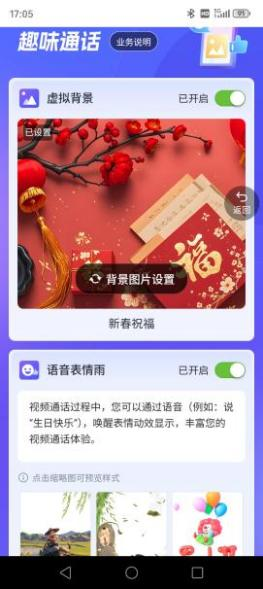 17:05
趣味通话 业务说明
虚拟背景 已开启
已设置
福
返回
背景图片设置
新春祝福
语音表情雨 已开启
视频通话过程中，您可以通过语音（例如：说
“生日快乐”），唤醒表情动效显示，丰富您的
视频通话体验。
点击缩略图可预览样式